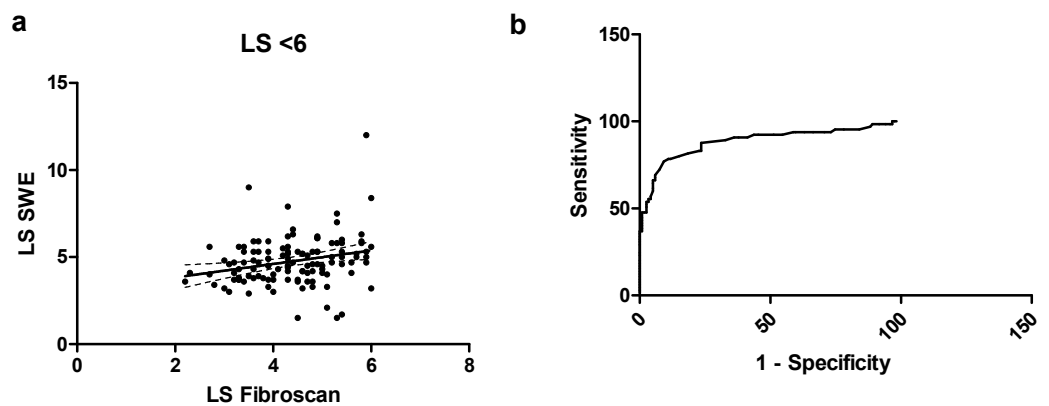 a
LS <6
LS SWE
15
10
5
0
0 2 4 6 8
LS Fibroscan
b
Sensitivity
150
100
50
0
0 50 100 150
1 - Specificity